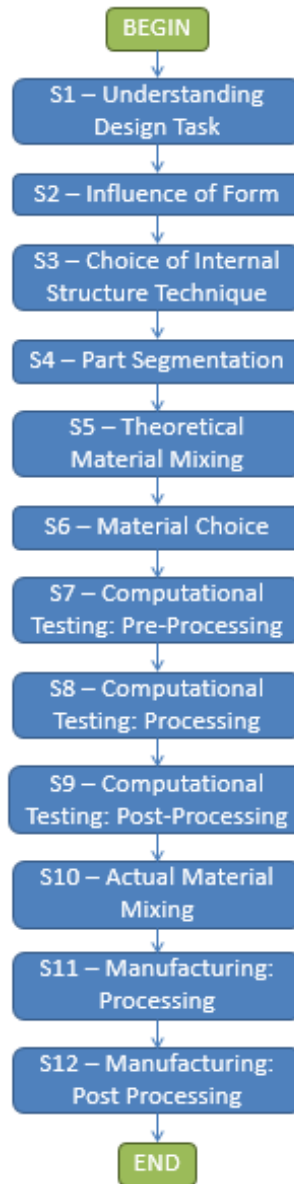 BEGIN
S1 – Understanding
Design Task
S2 – Influence of Form
S3 – Choice of Internal
Structure Technique
S4 – Part Segmentation
S5 – Theoretical
Material Mixing
S6 – Material Choice
S7 – Computational
Testing: Pre-Processing
S8 – Computational
Testing: Processing
S9 – Computational
Testing: Post-Processing
S10 – Actual Material
Mixing
S11 – Manufacturing:
Processing
S12 – Manufacturing:
Post Processing
END